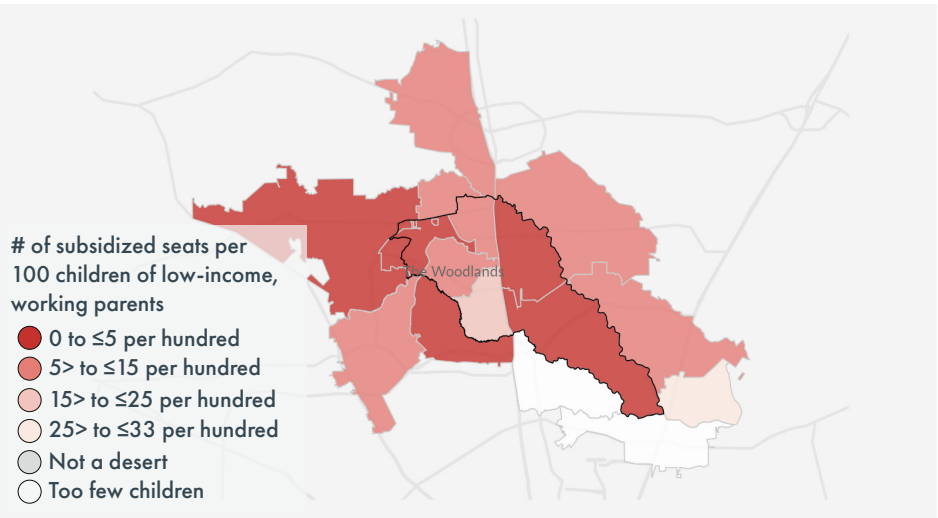 # of subsidized seats per
100 children of low-income,
working parents
0 to ≤5 per hundred
5> to ≤15 per hundred
15> to ≤25 per hundred
25> to ≤33 per hundred
Not a desert
Too few children
The Woodlands